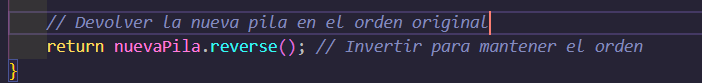 // Devolver la nueva pila en el orden original
return nuevaPila.reverse(); // Invertir para mantener el orden
}